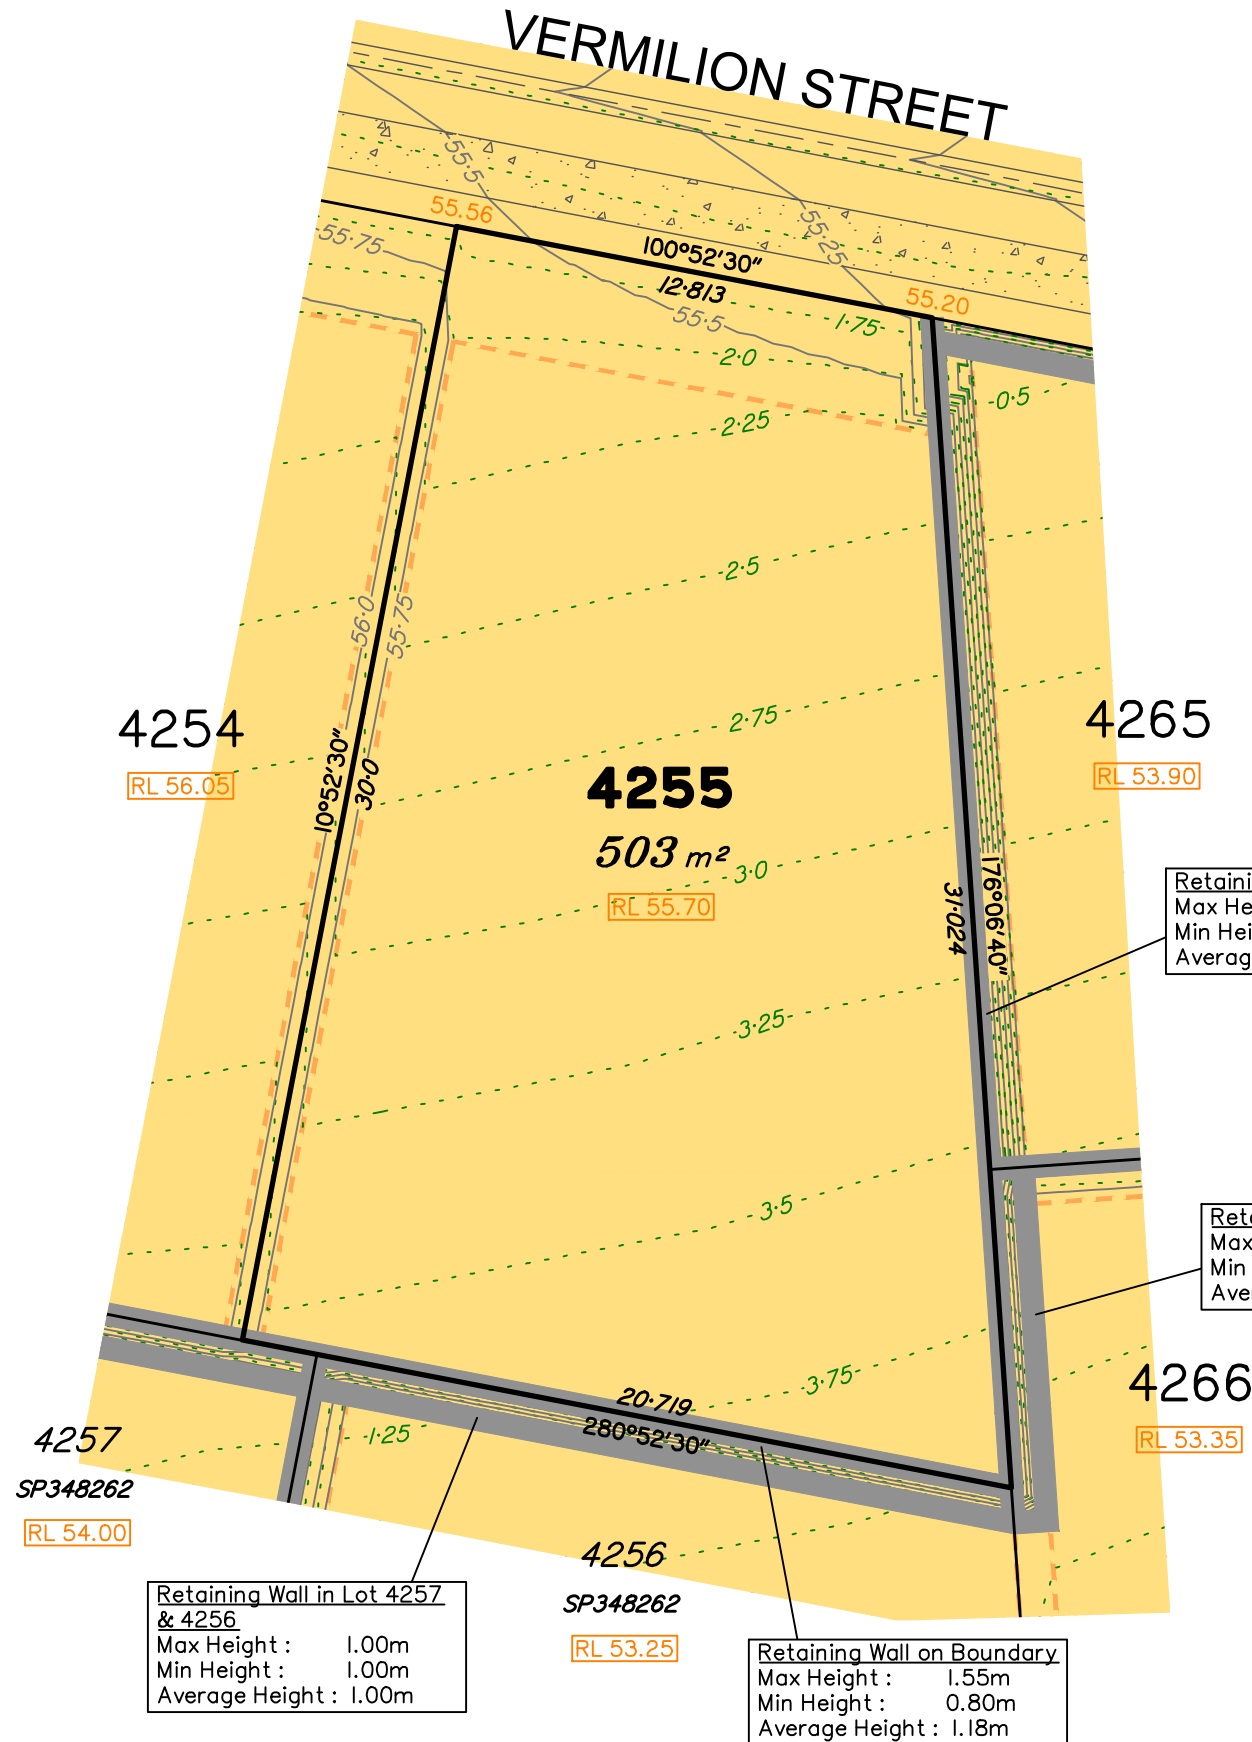 VERMILION STREET
55·5
55.56
55·25
55·75
100°52'30"
12·813
55.20
55·5
1·75
2·0
0·5
2·25
2·5
56·0
55·75
2·75
4254
RL 56.05
4265
RL 53.90
10°52'30"
30·0
4255
503 m²
RL 55.70
3·0
31·024
176°06'40"
Max
Min
3·25
3·5
Max
Min
3·75
4266
RL 53.35
20·719
280°52'30"
1·25
4257
SP348262
RL 54.00
4256
SP348262
RL 53.25
Retaining Wall in Lot 4257
& 4256
Max Height : 1.00m
Min Height : 1.00m
Average Height : 1.00m
Retaining Wall on Boundary
Max Height : 1.55m
Min Height : 0.80m
Average Height : 1.18m